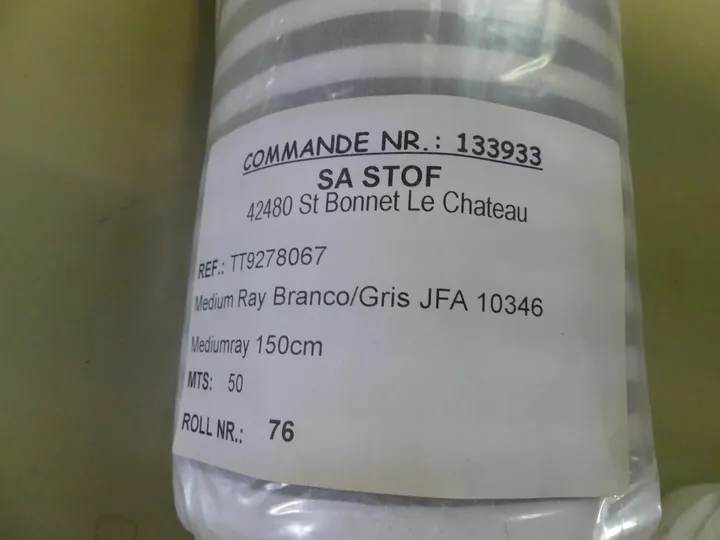 COMMANDE NR.: 133933
SA STOF
42480 St Bonnet Le Chateau
REF.: TT9278067
Medium Ray Branco/Gris JFA 10346
Mediumray 150cm
MTS: 50
ROLL NR.: 76